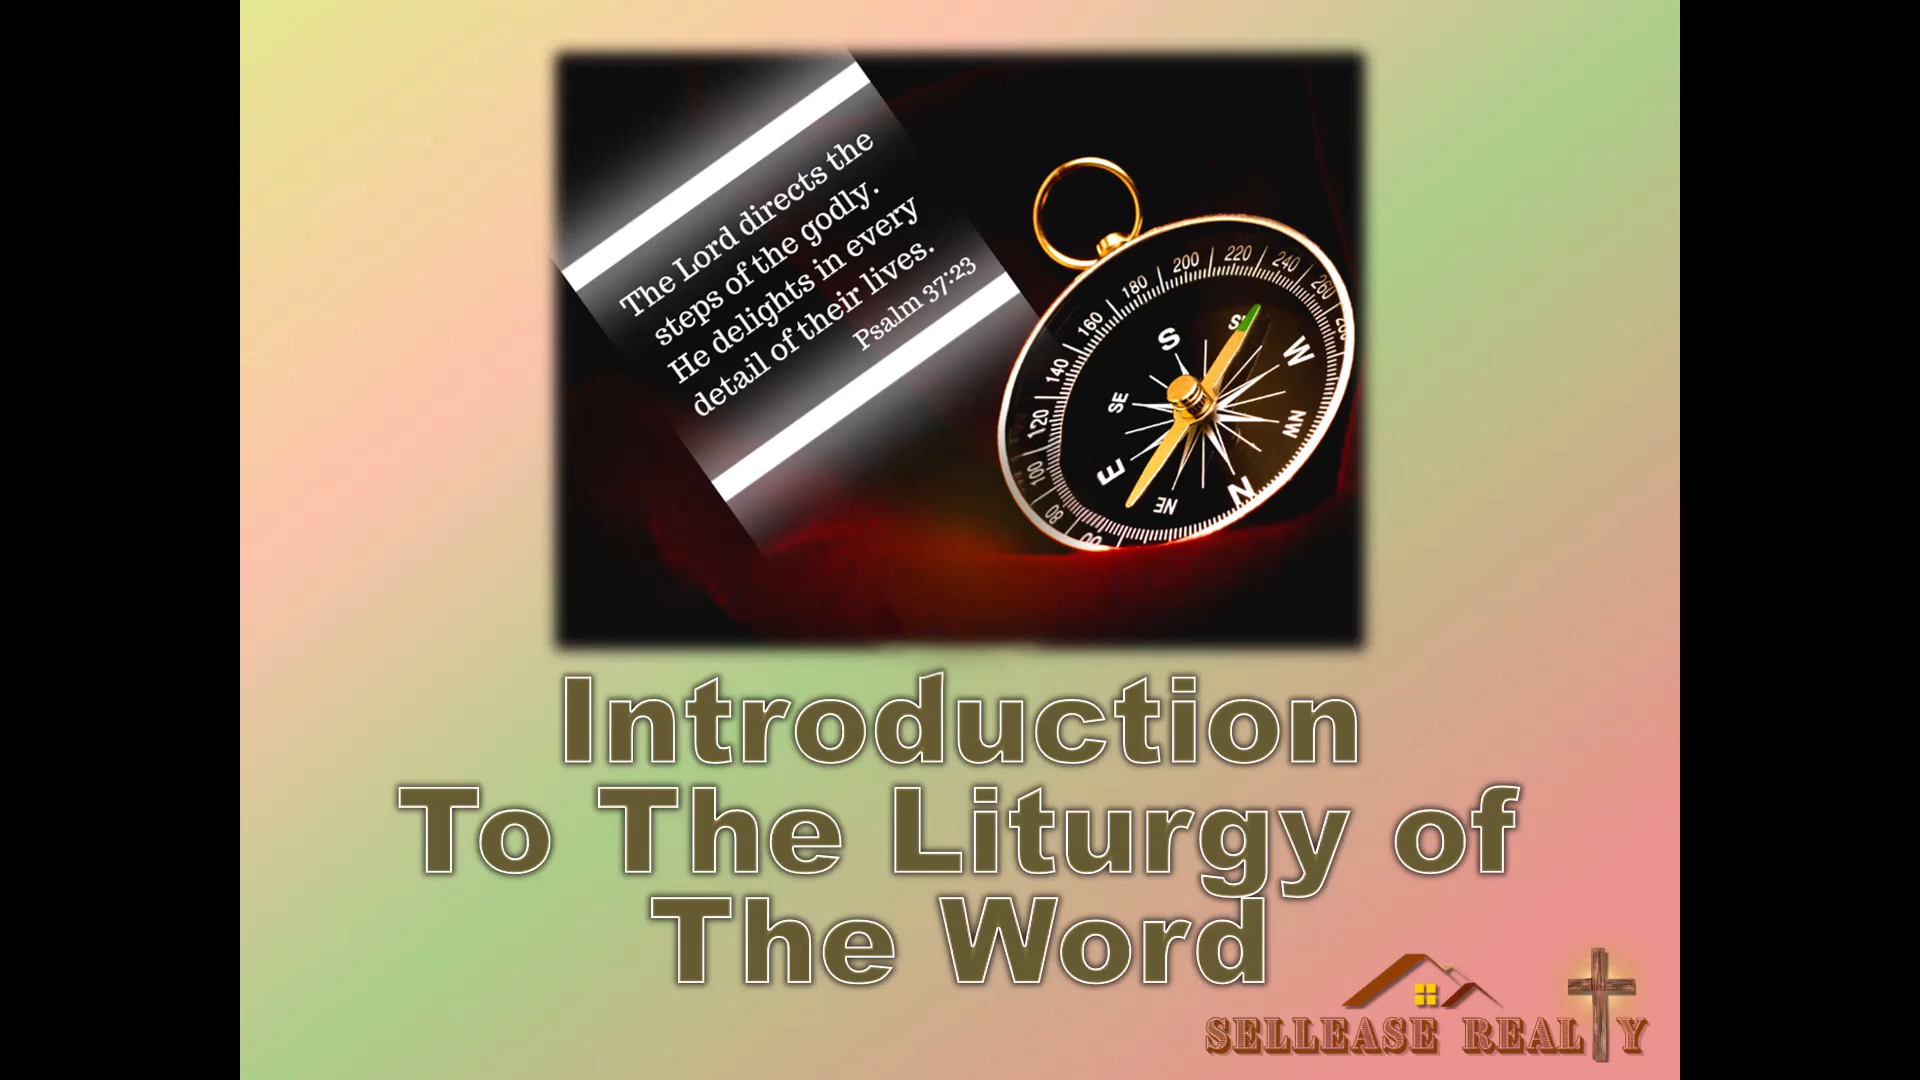 The Lord directs the
steps of the godly.
He delights in every
detail of their lives.
Psalm 37:23
80
100
120
140
160
180
200
220
240
260
S
W
NW
N
NE
E
SE
Introduction
To The Liturgy of
The Word
SELLEASE REALTY